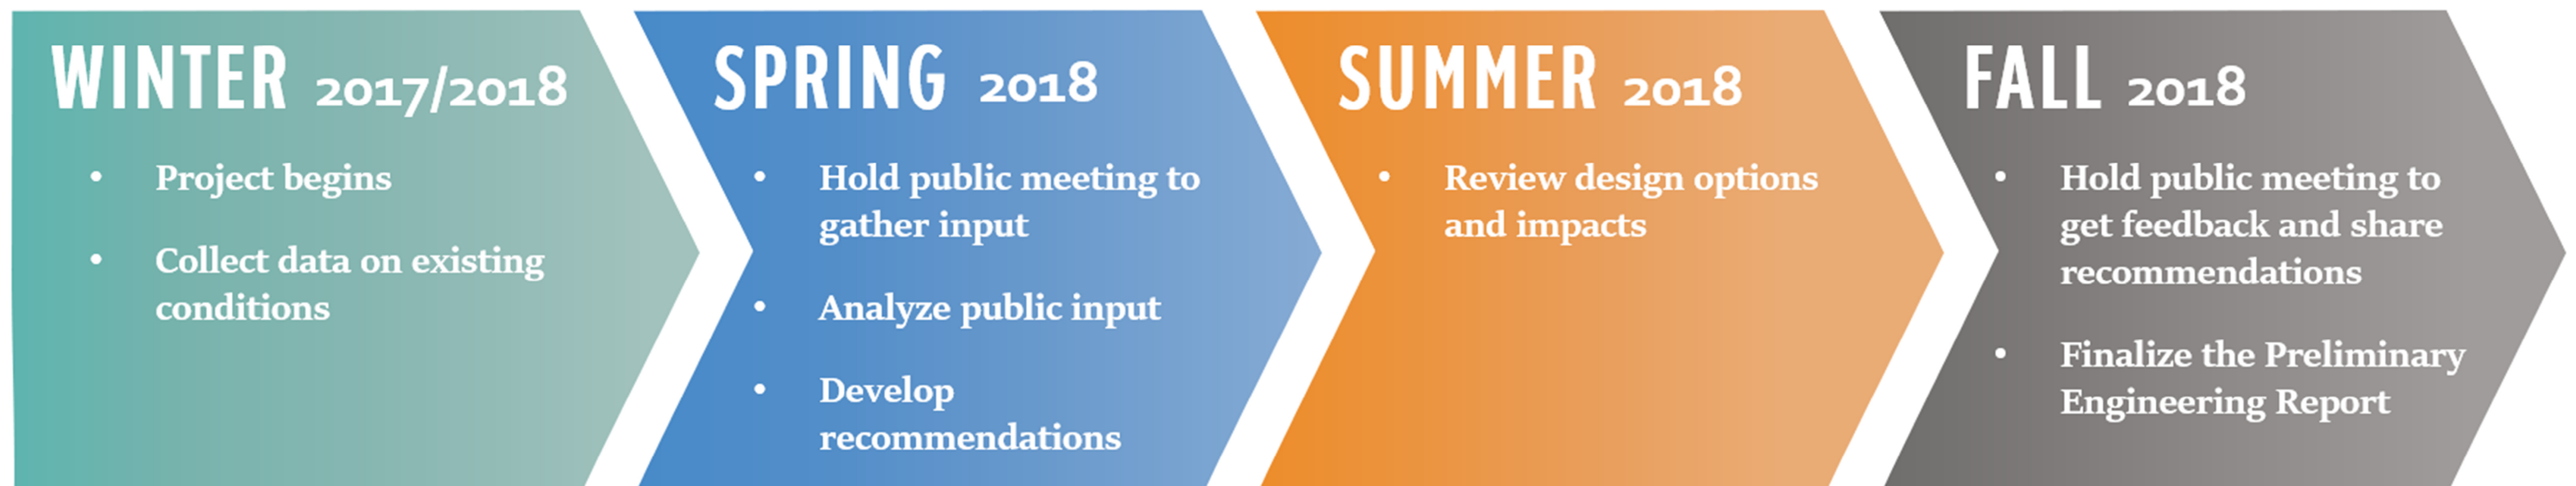 WINTER 2017/2018
• Project begins
• Collect data on existing
conditions
SPRING 2018
• Hold public meeting to
gather input
• Analyze public input
• Develop
recommendations
SUMMER 2018
• Review design options
and impacts
FALL 2018
• Hold public meeting to
get feedback and share
recommendations
• Finalize the Preliminary
Engineering Report